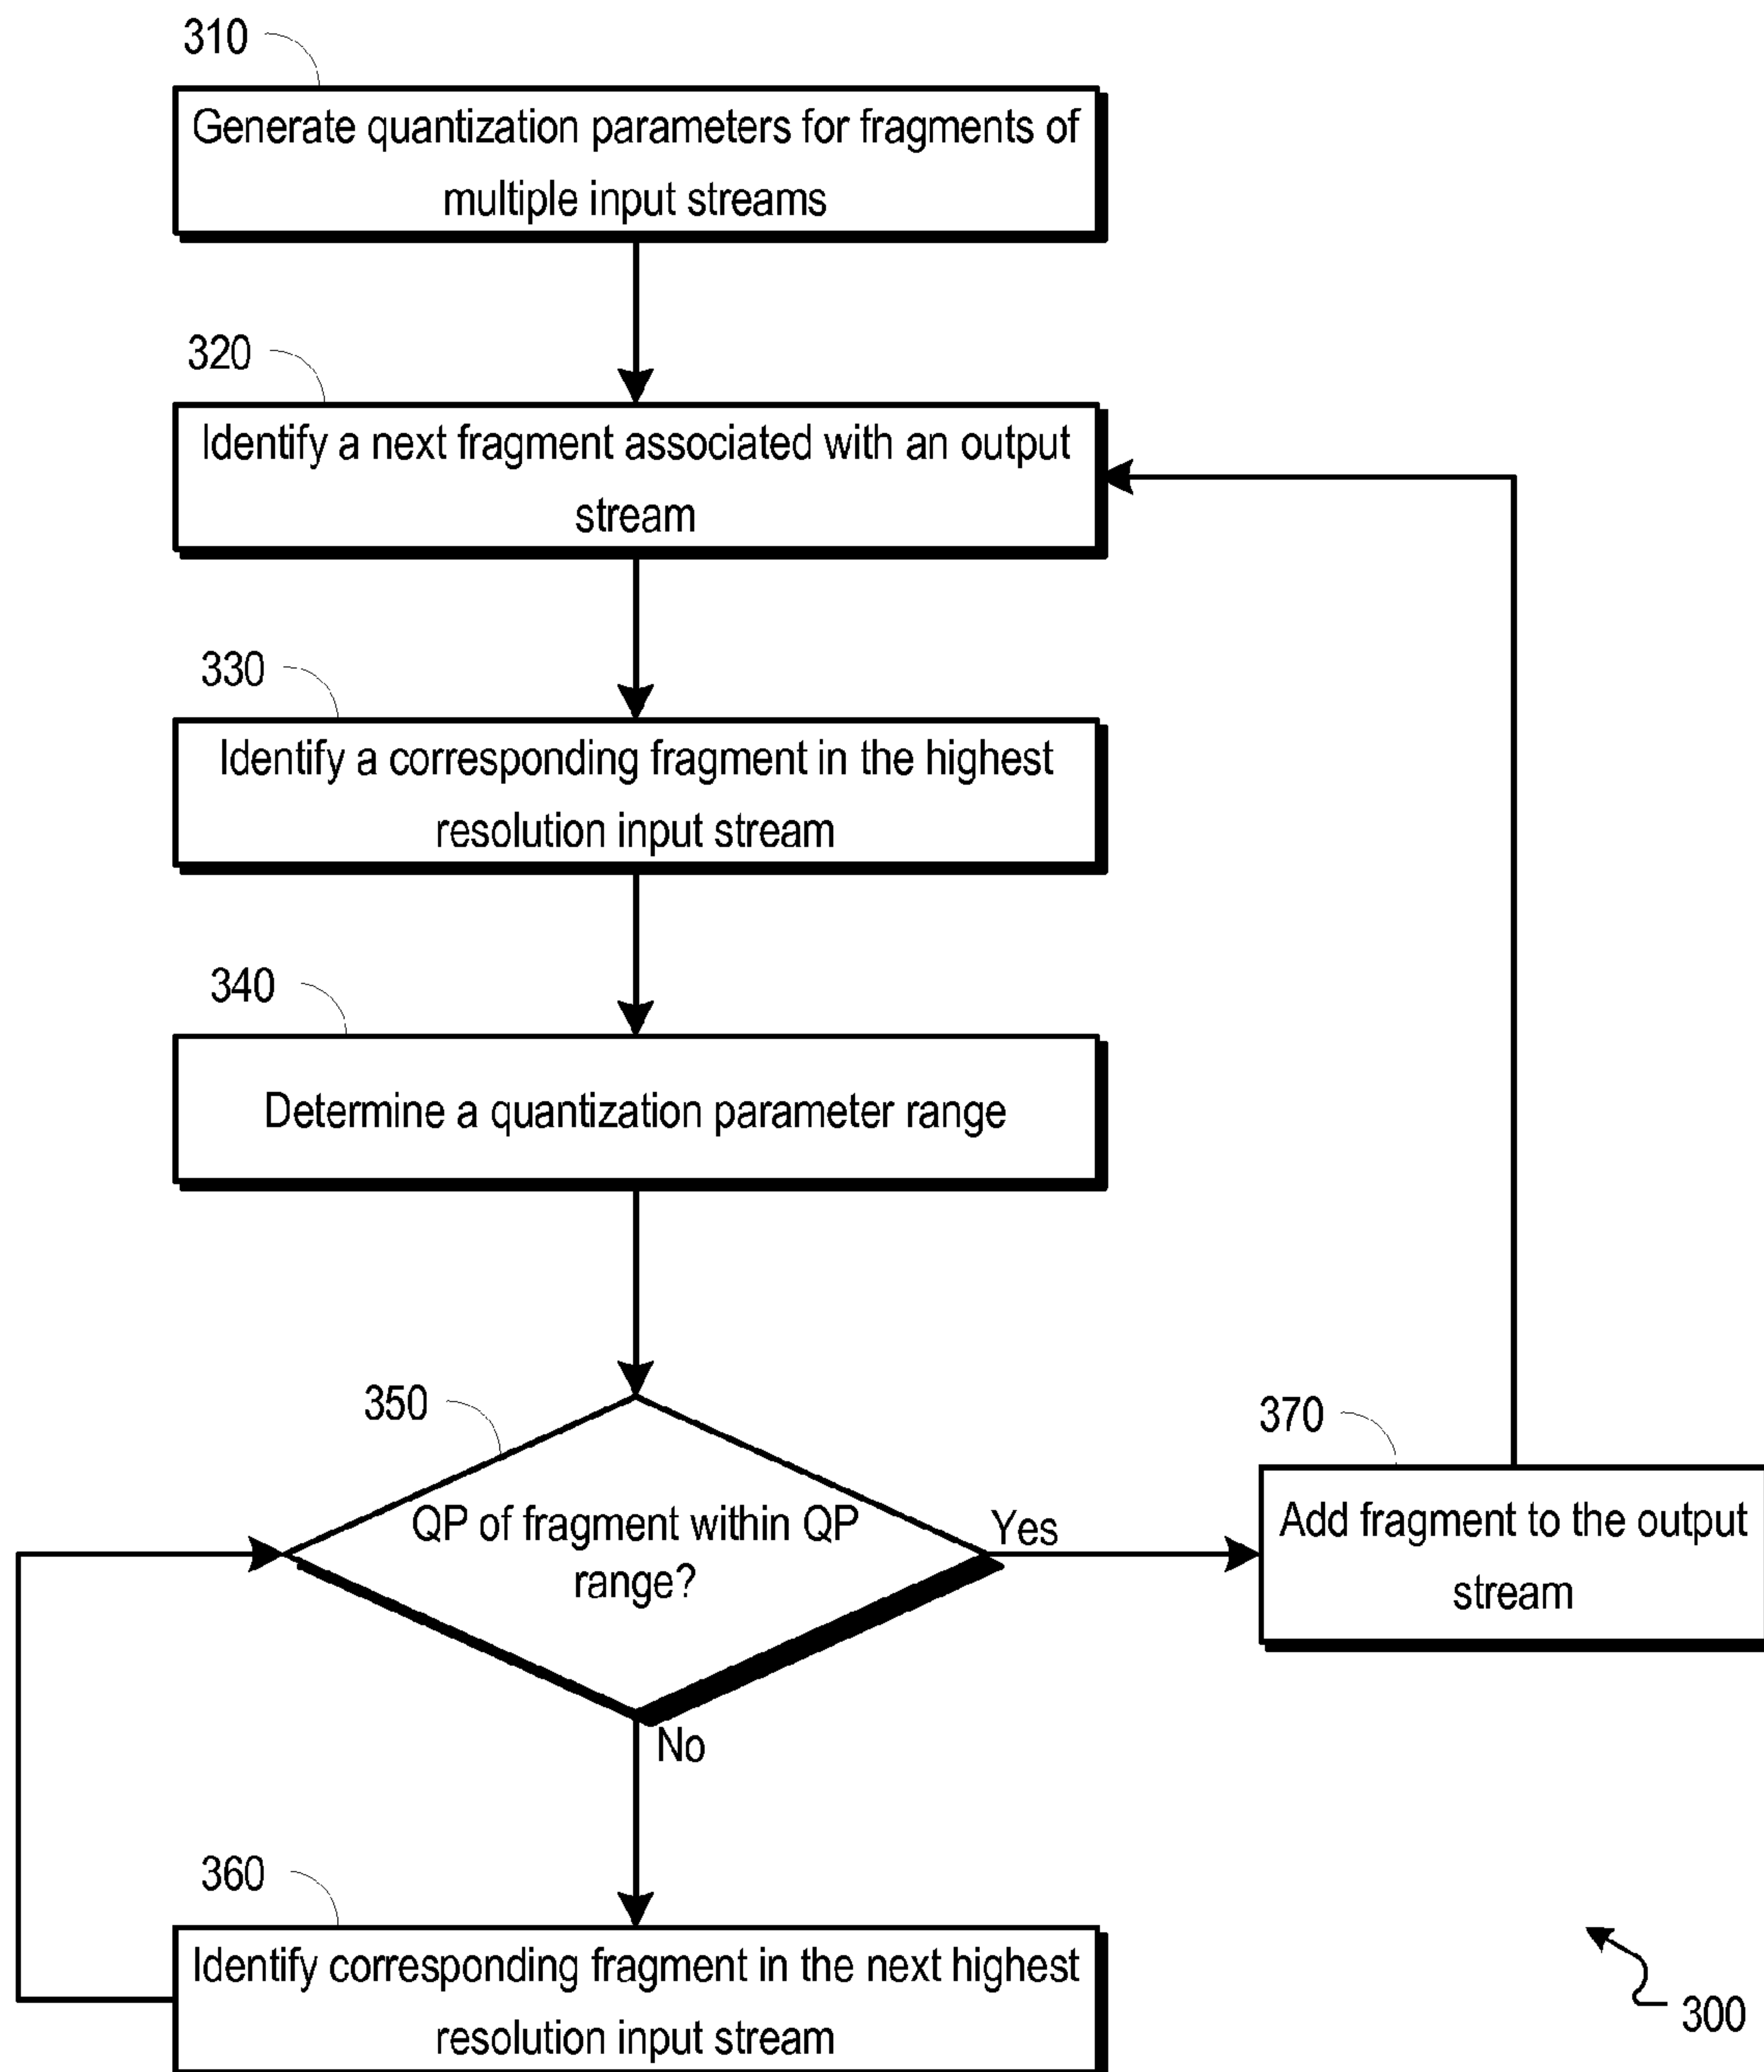 310
Generate quantization parameters for fragments of
multiple input streams
320
Identify a next fragment associated with an output
stream
330
Identify a corresponding fragment in the highest
resolution input stream
340
Determine a quantization parameter range
350
QP of fragment within QP
range?
Yes
370
Add fragment to the output
stream
No
360
Identify corresponding fragment in the next highest
resolution input stream
300